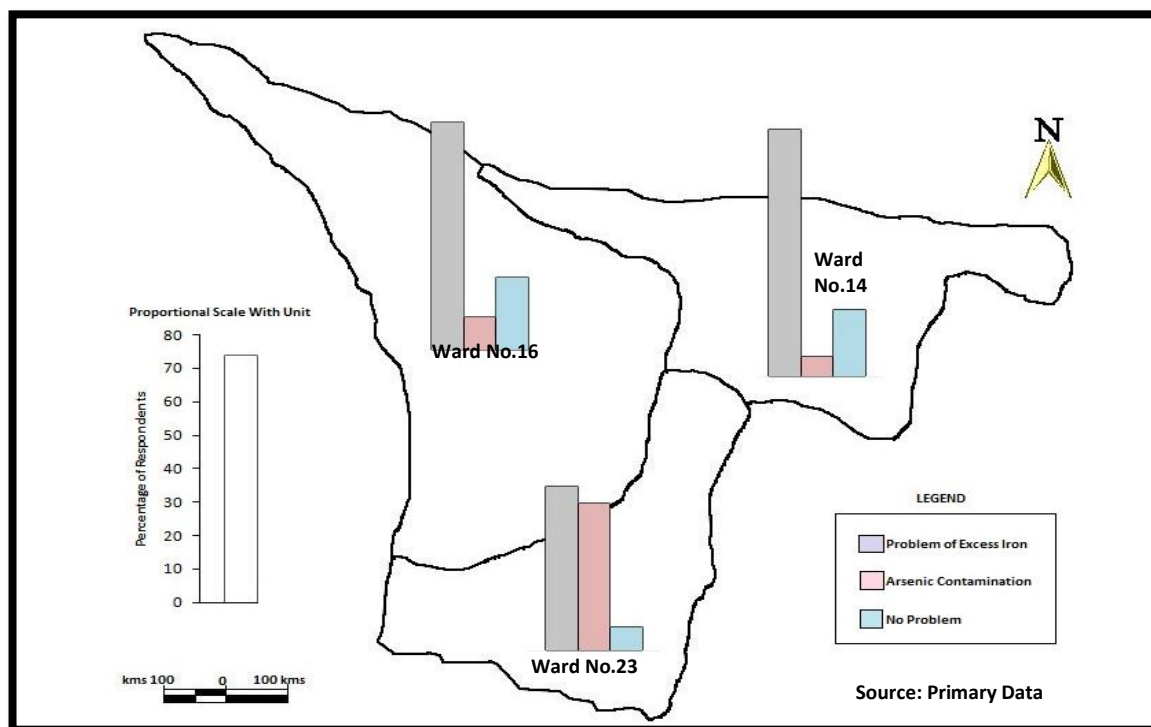 N
Ward
No.14
Proportional Scale With Unit
80
70
60
50
40
30
20
10
0
Percentage of Respondents
Ward No.16
LEGEND
Problem of Excess Iron
Arsenic Contamination
No Problem
Ward No.23
kms 100 0 100 kms
Source: Primary Data